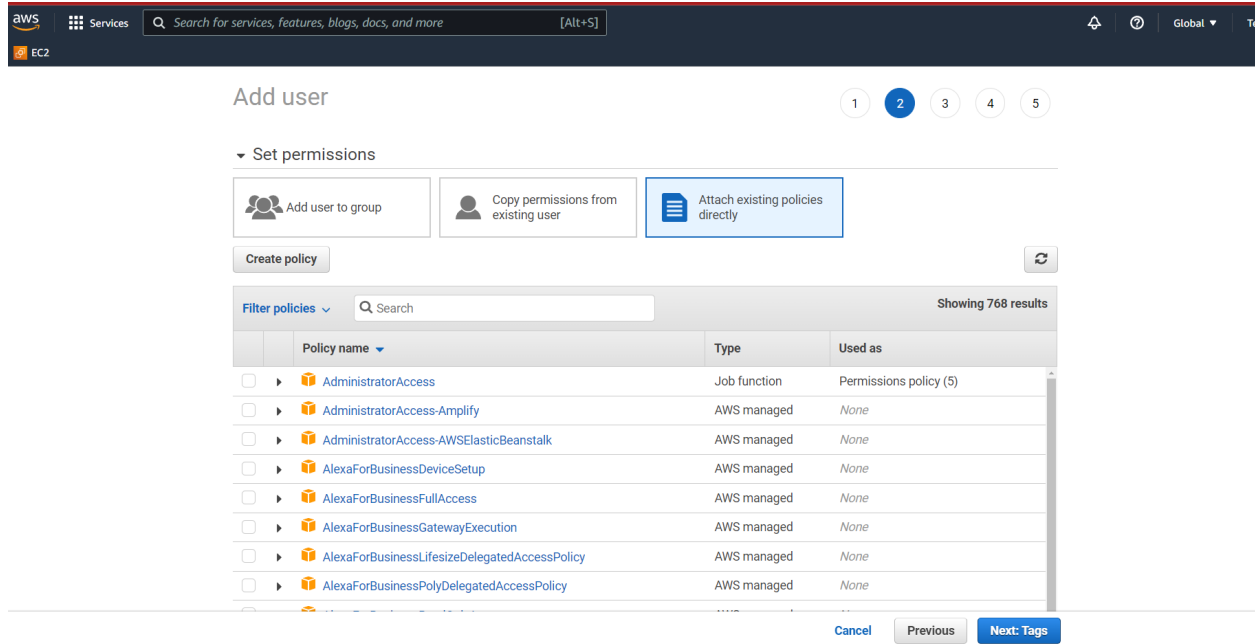 aws Services Search for services, features, blogs, docs, and more [Alt+S] Global
EC2
Add user 1 2 3 4 5
Set permissions
Add user to group
Copy permissions from
existing user
Attach existing policies
directly
Create policy
Filter policies Search Showing 768 results
Policy name Type Used as
AdministratorAccess Job function Permissions policy (5)
AdministratorAccess-Amplify AWS managed None
AdministratorAccess-AWSElasticBeanstalk AWS managed None
AlexaForBusinessDeviceSetup AWS managed None
AlexaForBusinessFullAccess AWS managed None
AlexaForBusinessGatewayExecution AWS managed None
AlexaForBusinessLifesizeDelegatedAccessPolicy AWS managed None
AlexaForBusinessPolyDelegatedAccessPolicy AWS managed None
Cancel Previous Next: Tags